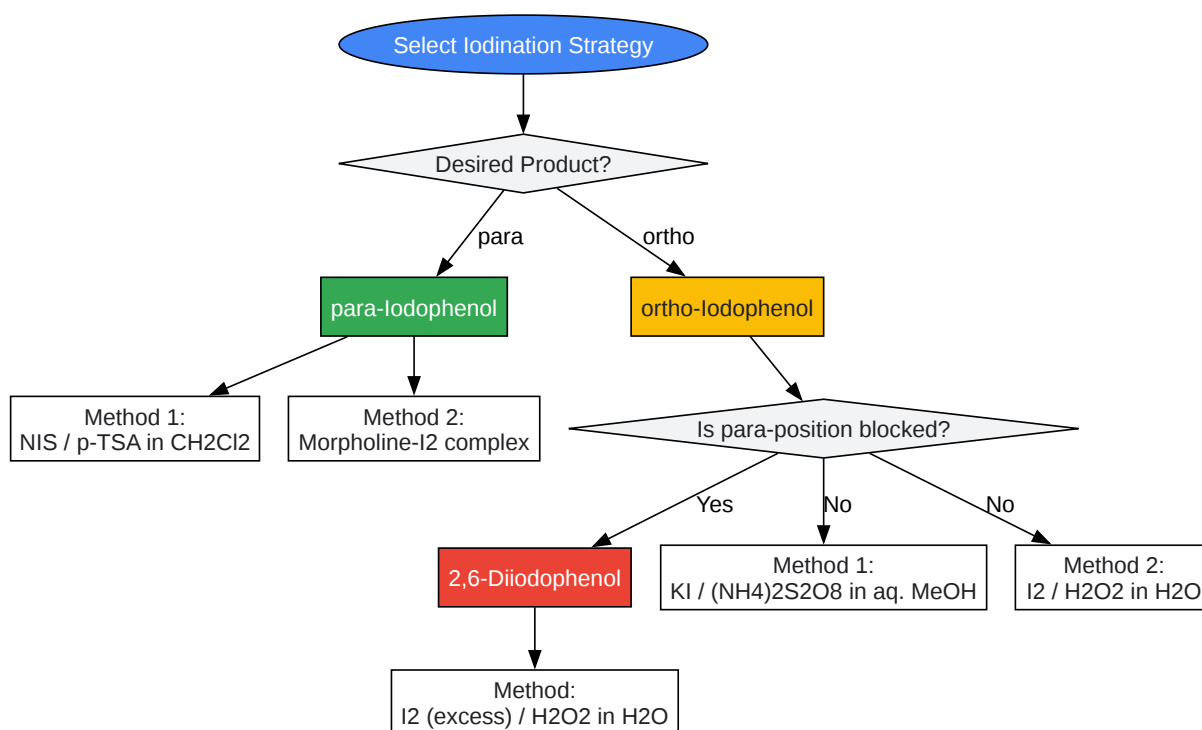 Select Iodination Strategy
Desired Product?
para
ortho
para-Iodophenol
ortho-Iodophenol
Method 1:
NIS / p-TSA in CH2Cl2
Method 2:
Morpholine-I2 complex
Is para-position blocked?
Yes
No
No
2,6-Diiodophenol
Method 1:
KI / (NH4)2S2O8 in aq. MeOH
Method 2:
I2 / H2O2 in H2O
Method:
I2 (excess) / H2O2 in H2O